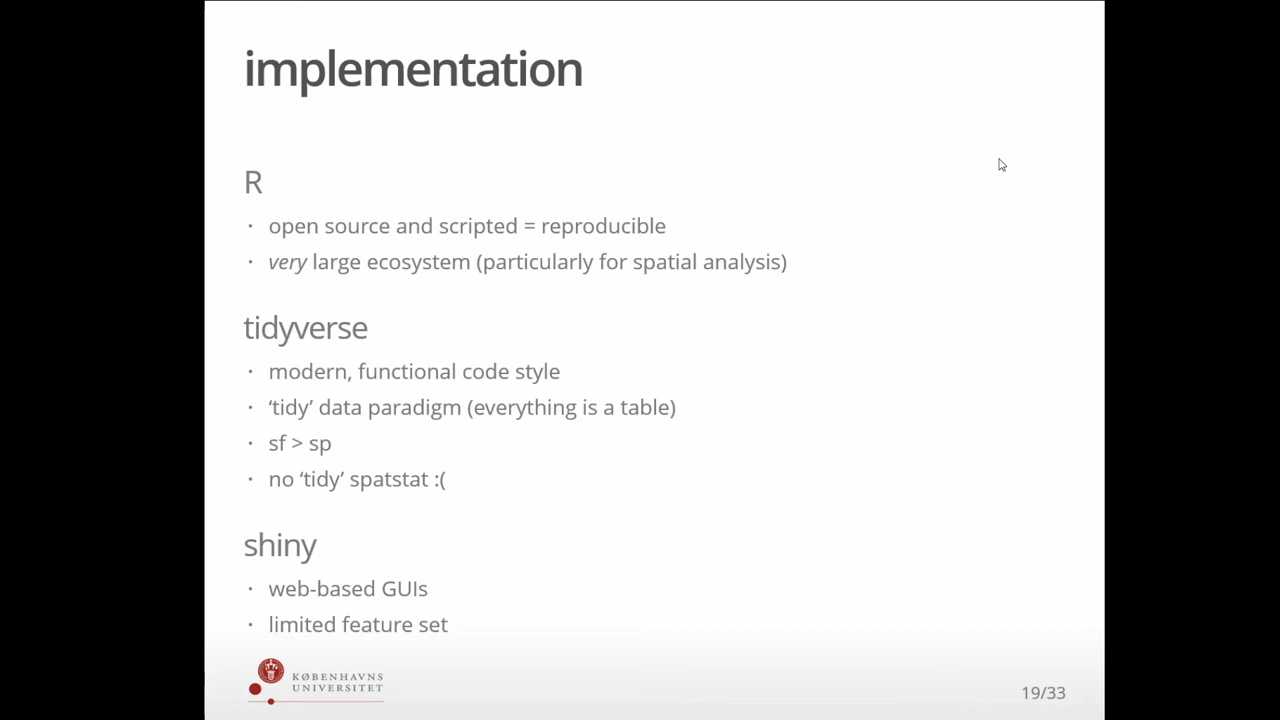 implementation
R
· open source and scripted = reproducible
· very large ecosystem (particularly for spatial analysis)
tidyverse
· modern, functional code style
· ‘tidy’ data paradigm (everything is a table)
· sf > sp
· no ‘tidy’ spatstat :(
shiny
· web-based GUIs
· limited feature set
KØBENHAVNS
UNIVERSITET
19/33